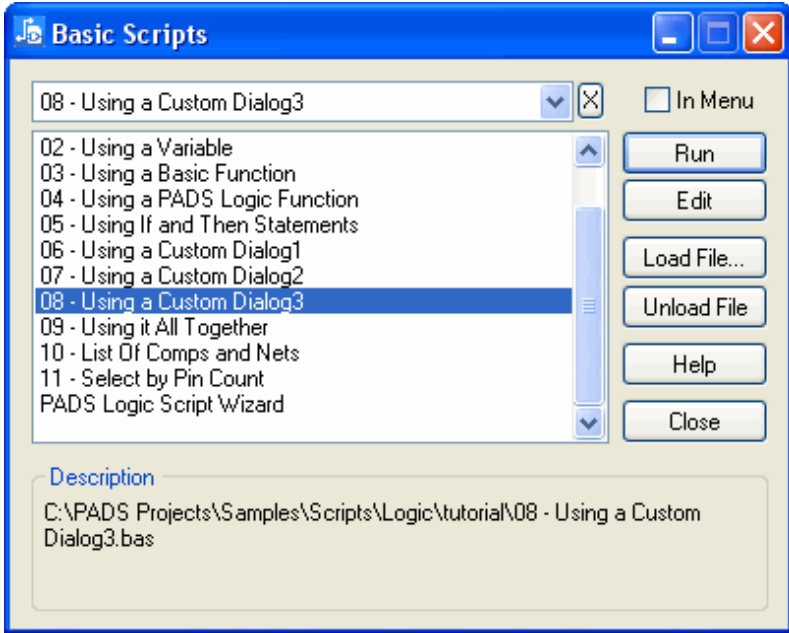 Basic Scripts
08 - Using a Custom Dialog3
X
In Menu
02 - Using a Variable
03 - Using a Basic Function
04 - Using a PADS Logic Function
05 - Using If and Then Statements
06 - Using a Custom Dialog1
07 - Using a Custom Dialog2
08 - Using a Custom Dialog3
09 - Using it All Together
10 - List Of Comps and Nets
11 - Select by Pin Count
PADS Logic Script Wizard
Run
Edit
Load File...
Unload File
Help
Close
Description
C:\PADS Projects\Samples\Scripts\Logic\tutorial\08 - Using a Custom
Dialog3.bas